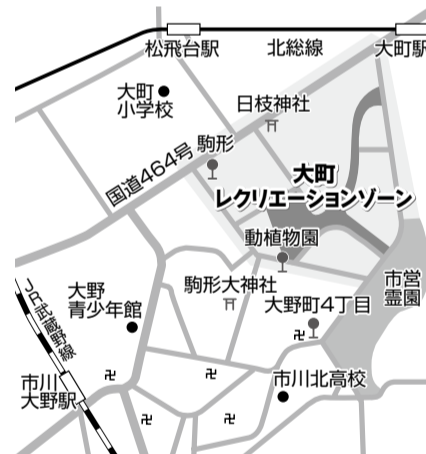 松飛台駅
北総線
大町駅
大町
小学校
日枝神社
駒形
国道464号
大町
レクリエーションゾーン
動植物園
市営
霊園
駒形大神社
大野町4丁目
大野
青少年館
JR武蔵野線
市川
大野駅
市川北高校